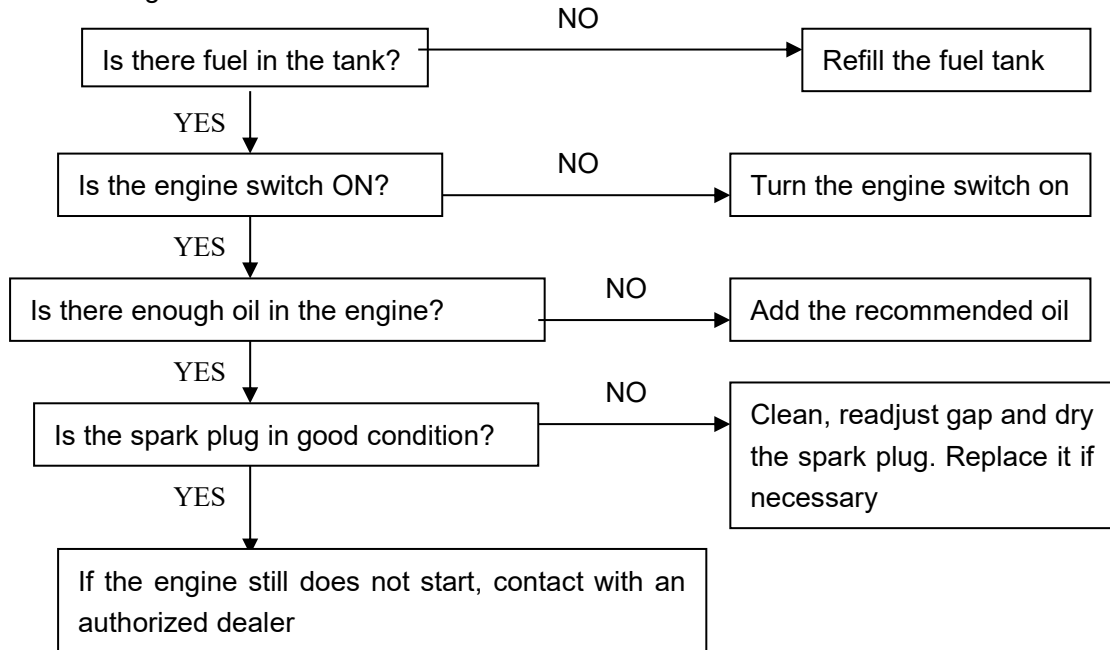 NO
Is there fuel in the tank?
Refill the fuel tank
YES
Is the engine switch ON?
NO
Turn the engine switch on
YES
Is there enough oil in the engine?
NO
Add the recommended oil
YES
Is the spark plug in good condition?
NO
Clean, readjust gap and dry
the spark plug. Replace it if
necessary
YES
If the engine still does not start, contact with an
authorized dealer